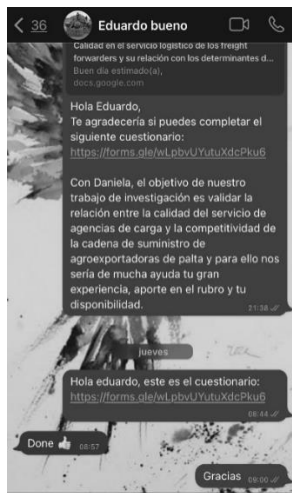 36
Eduardo bueno
Calidad en el servicio logístico de los freight
forwarders y su relación con los determinantes d...
Buen día estimado(a),
docs.google.com
Hola Eduardo,
Te agradecería si puedes completar el
siguiente cuestionario:
https://forms.gle/wLpbvUYutuXdcPku6
Con Daniela, el objetivo de nuestro
trabajo de investigación es validar la
relación entre la calidad del servicio de
agencias de carga y la competitividad de
la cadena de suministro de
agroexportadoras de palta y para ello nos
sería de mucha ayuda tu gran
experiencia, aporte en el rubro y tu
disponibilidad.
21:38
jueves
Hola eduardo, este es el cuestionario:
https://forms.gle/wLpbvUYutuXdcPku6
08:44
Done 👍 08:57
Gracias 09:00